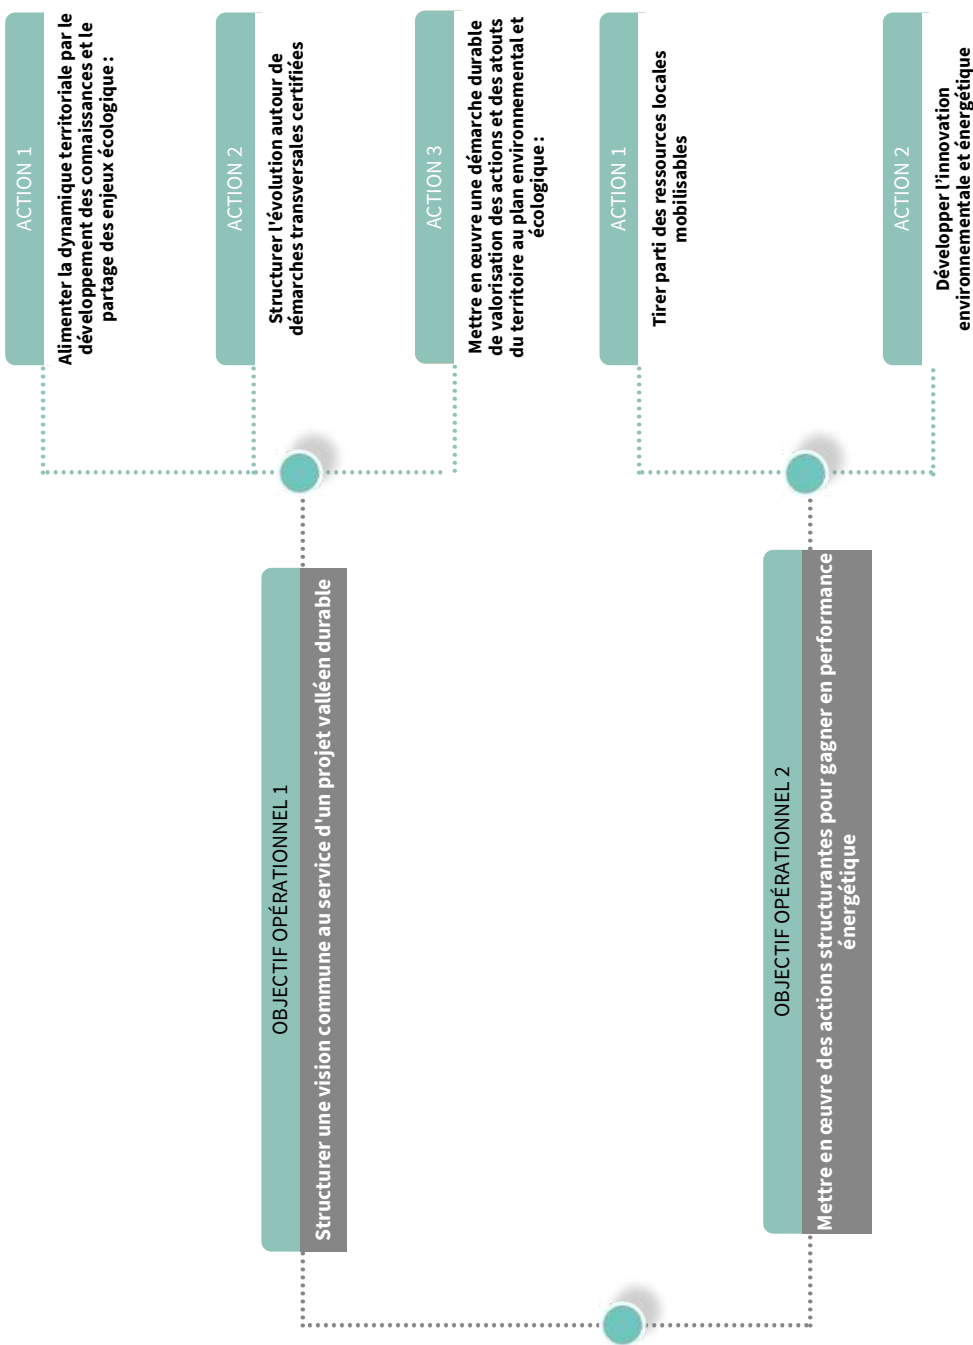 OBJECTIF OPÉRATIONNEL 1
Structurer une vision commune au service d'un projet valléen durable
ACTION 1
Alimenter la dynamique territoriale par le
développement des connaissances et le
partage des enjeux écologique :
ACTION 2
Structurer l'évolution autour de
démarches transversales certifiées
ACTION 3
Mettre en œuvre une démarche durable
de valorisation des actions et des atouts
du territoire au plan environnemental et
écologique :
OBJECTIF OPÉRATIONNEL 2
Mettre en œuvre des actions structurantes pour gagner en performance
énergétique
ACTION 1
Tirer parti des ressources locales
mobilisables
ACTION 2
Développer l’innovation
environnementale et énergétique